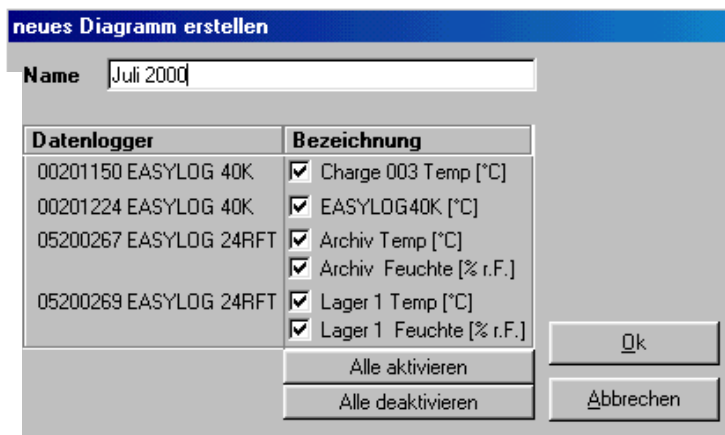 neues Diagramm erstellen
Name Juli 2000
Datenlogger Bezeichnung
00201150 EASYLOG 40K Charge 003 Temp [°C]
00201224 EASYLOG 40K EASYLOG40K [°C]
05200267 EASYLOG 24RFT Archiv Temp [°C]
Archiv Feuchte [% r.F.]
05200269 EASYLOG 24RFT Lager 1 Temp [°C]
Lager 1 Feuchte [% r.F.]
Ok
Alle aktivieren
Alle deaktivieren Abbrechen